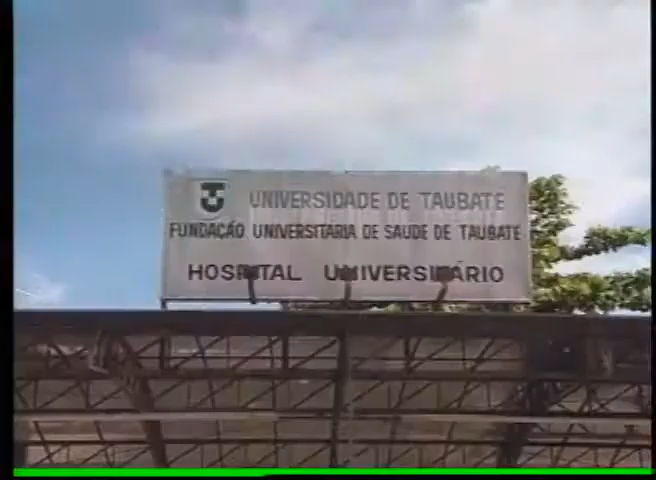 UNIVERSIDADE DE TAUBATE
FUNDAÇÃO UNIVERSITARIA DE SAUDE DE TAUBATE
HOSPITAL UNIVERSITÁRIO